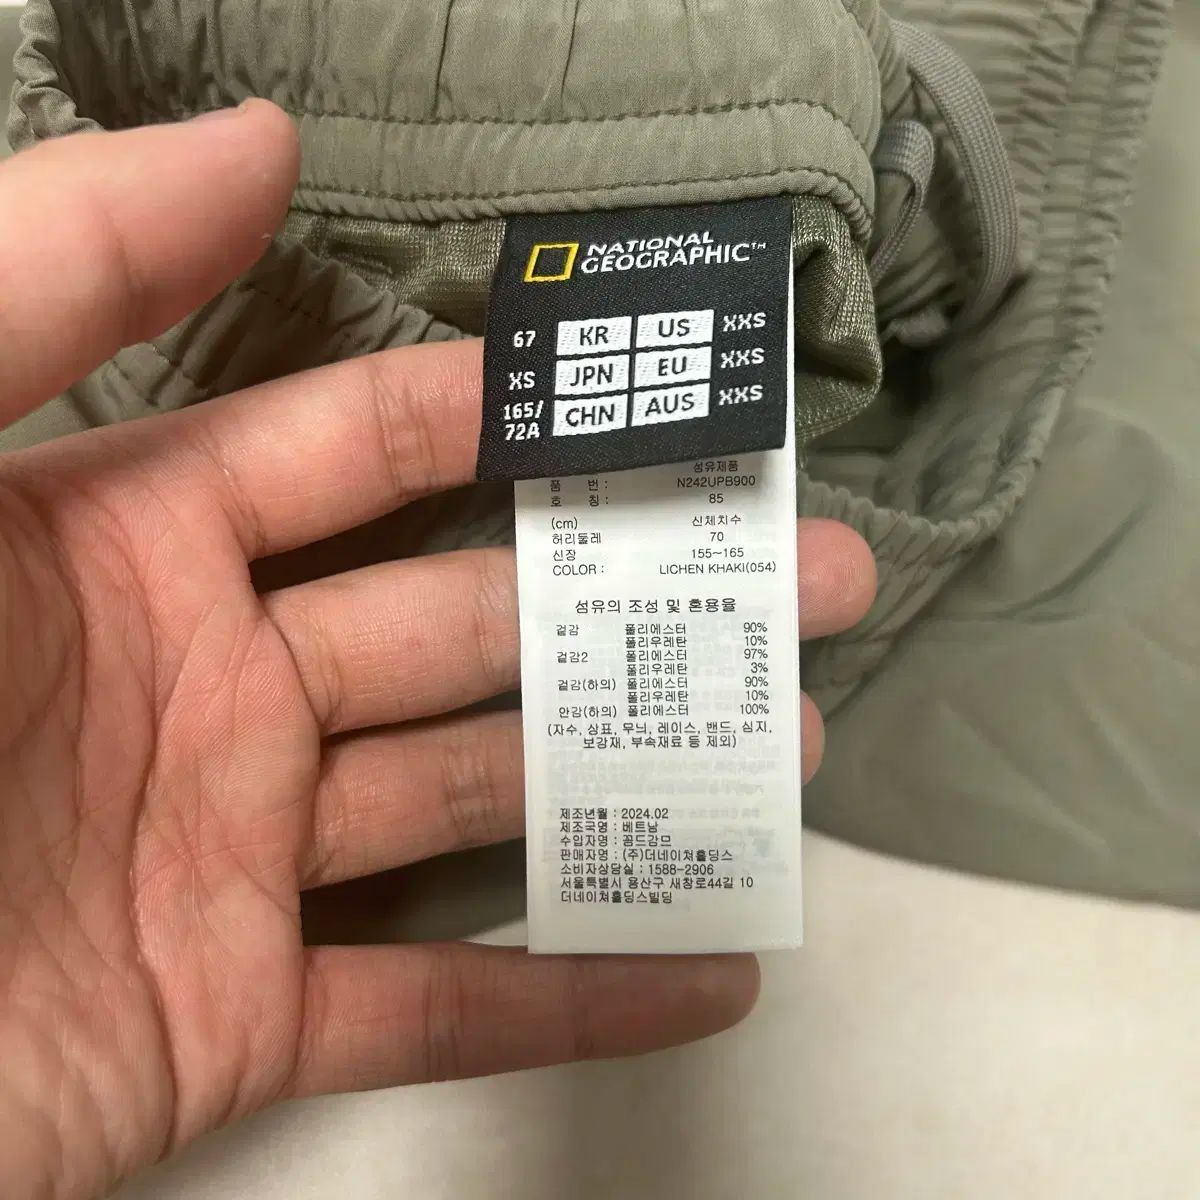 NATIONAL
GEOGRAPHIC™
67 KR US XXS
XS JPN EU XXS
165/
72A CHN AUS XXS
섬유제품
품 번 : N242UPB900
호 칭 : 85
(cm) 신체치수
허리둘레 70
신장 155~165
COLOR : LICHEN KHAKI(054)
섬유의 조성 및 혼용율
겉감 폴리에스터 90%
폴리우레탄 10%
겉감2 폴리에스터 97%
폴리우레탄 3%
겉감(하의) 폴리에스터 90%
폴리우레탄 10%
안감(하의) 폴리에스터 100%
(자수, 상표, 무늬, 레이스, 밴드, 심지,
보강재, 부속재료 등 제외)
제조년월 : 2024.02
제조국명 : 베트남
수입자명 : 꼼드감므
판매자명 : (주)더네이쳐홀딩스
소비자상담실 : 1588-2906
서울특별시 용산구 새창로44길 10
더네이쳐홀딩스빌딩